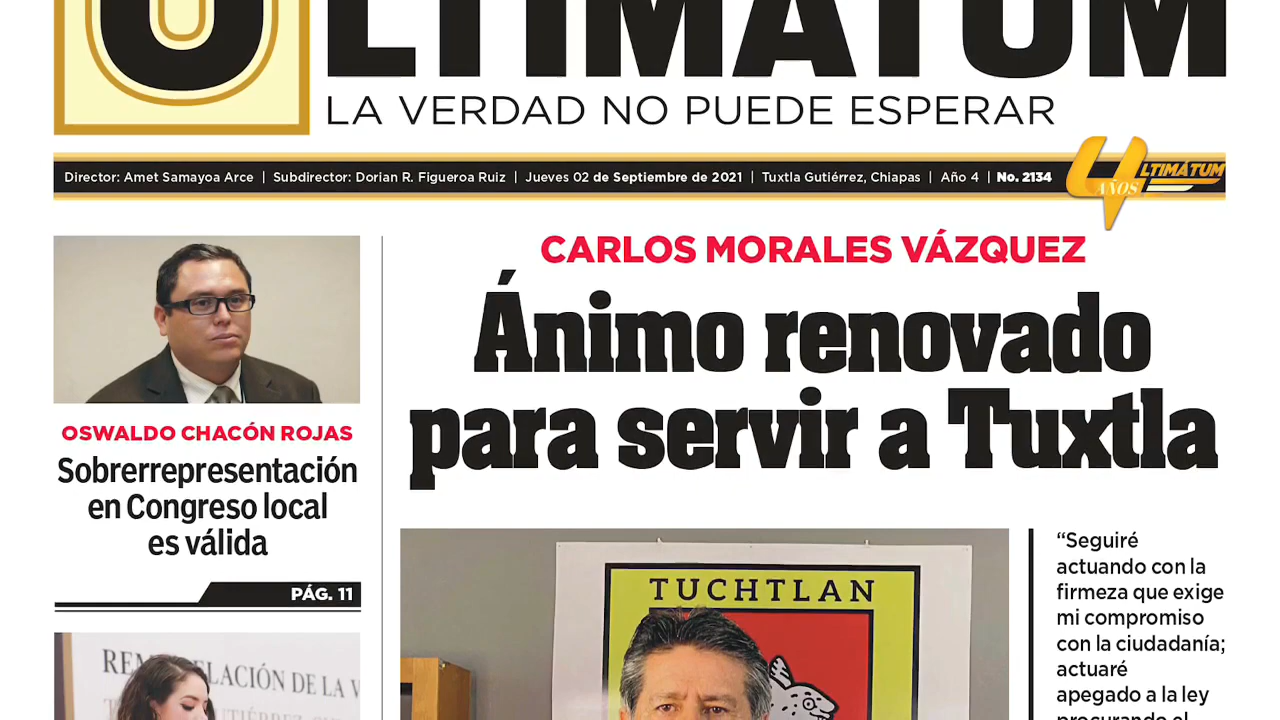 ULTIMÁTUM
LA VERDAD NO PUEDE ESPERAR
Director: Amet Samayoa Arce | Subdirector: Dorian R. Figueroa Ruiz | Jueves 02 de Septiembre de 2021 | Tuxtla Gutiérrez, Chiapas | Año 4 | No. 2134
4 AÑOS ULTIMÁTUM
OSWALDO CHACÓN ROJAS
Sobrerrepresentación
en Congreso local
es válida
PÁG. 11
CARLOS MORALES VÁZQUEZ
Ánimo renovado
para servir a Tuxtla
TUCHTLAN
“Seguiré
actuando con la
firmeza que exige
mi compromiso
con la ciudadanía;
actuaré
apegado a la ley
procurando el